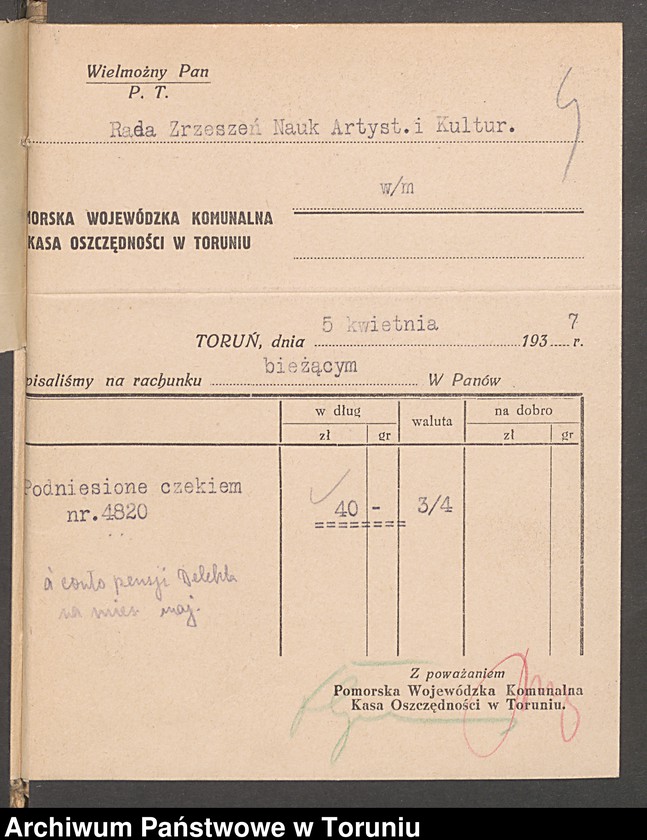 Wielmożny Pan
P. T.
Rada Zrzeszeń Nauk Artyst. i Kultur.
w/m
MORSKA WOJEWÓDZKA KOMUNALNA
KASA OSZCZĘDNOŚCI W TORUNIU
TORUŃ, dnia 5 kwietnia 1937 r.
pisaliśmy na rachunku bieżącym W Panów
w dług waluta na dobro
zł gr zł gr
Podniesione czekiem
nr. 4820
40 - 3/4
à conto pensji Delekta
na mies. maj.
Z poważaniem
Pomorska Wojewódzka Komunalna
Kasa Oszczędności w Toruniu.
Archiwum Państwowe w Toruniu